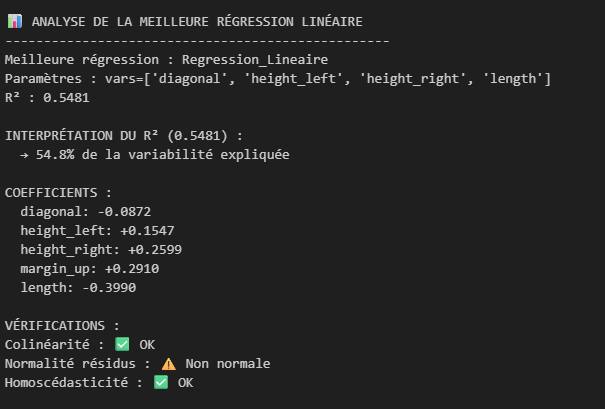 📊 ANALYSE DE LA MEILLEURE RÉGRESSION LINÉAIRE
--------------------------------------------------
Meilleure régression : Regression_Lineaire
Paramètres : vars=['diagonal', 'height_left', 'height_right', 'length']
R² : 0.5481

INTERPRÉTATION DU R² (0.5481) :
  → 54.8% de la variabilité expliquée

COEFFICIENTS :
  diagonal: -0.0872
  height_left: +0.1547
  height_right: +0.2599
  margin_up: +0.2910
  length: -0.3990

VÉRIFICATIONS :
Colinéarité : ✅ OK
Normalité résidus : ⚠️ Non normale
Homoscédasticité : ✅ OK